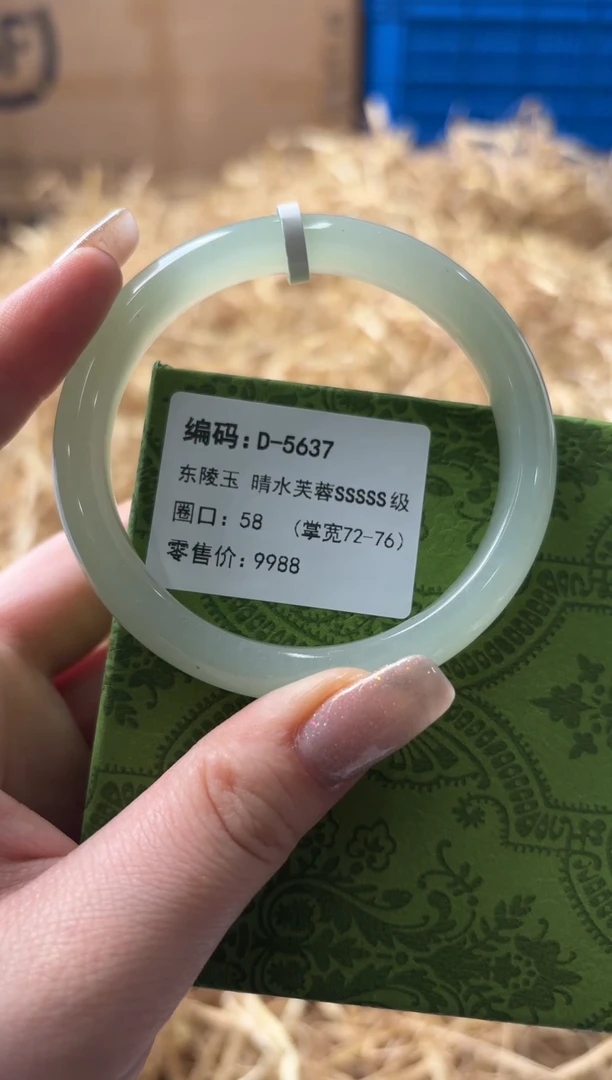 编码:D-5637
东陵玉 晴水芙蓉SSSSS级
圈口:58 （掌宽72-76）
零售价:9988